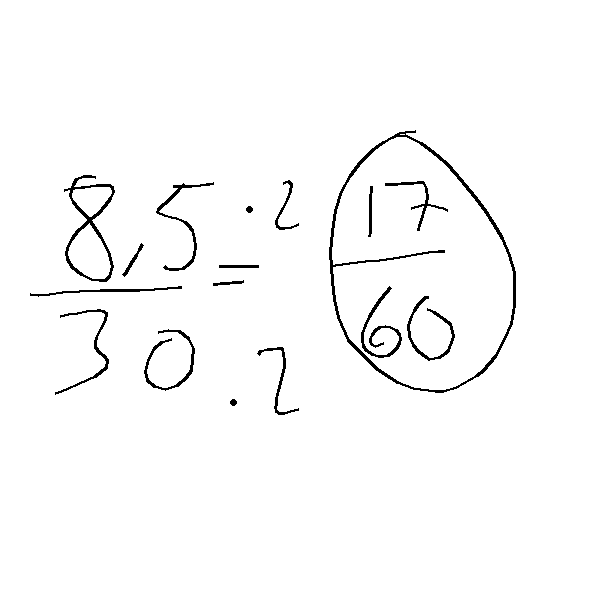 8,5 · 2 17
— = —
30 · 2 60